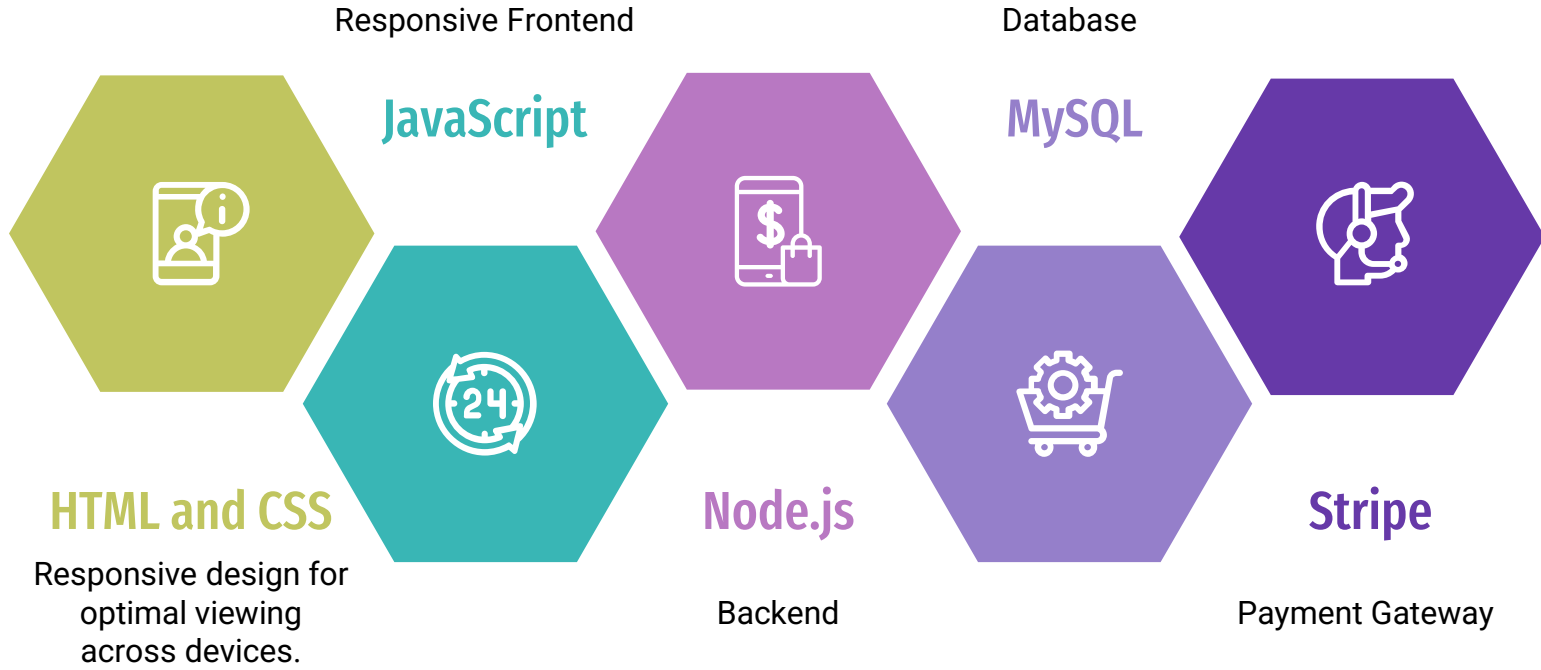 Responsive Frontend
Database
JavaScript
MySQL
i
$
24
HTML and CSS
Responsive design for
optimal viewing
across devices.
Node.js
Backend
Stripe
Payment Gateway